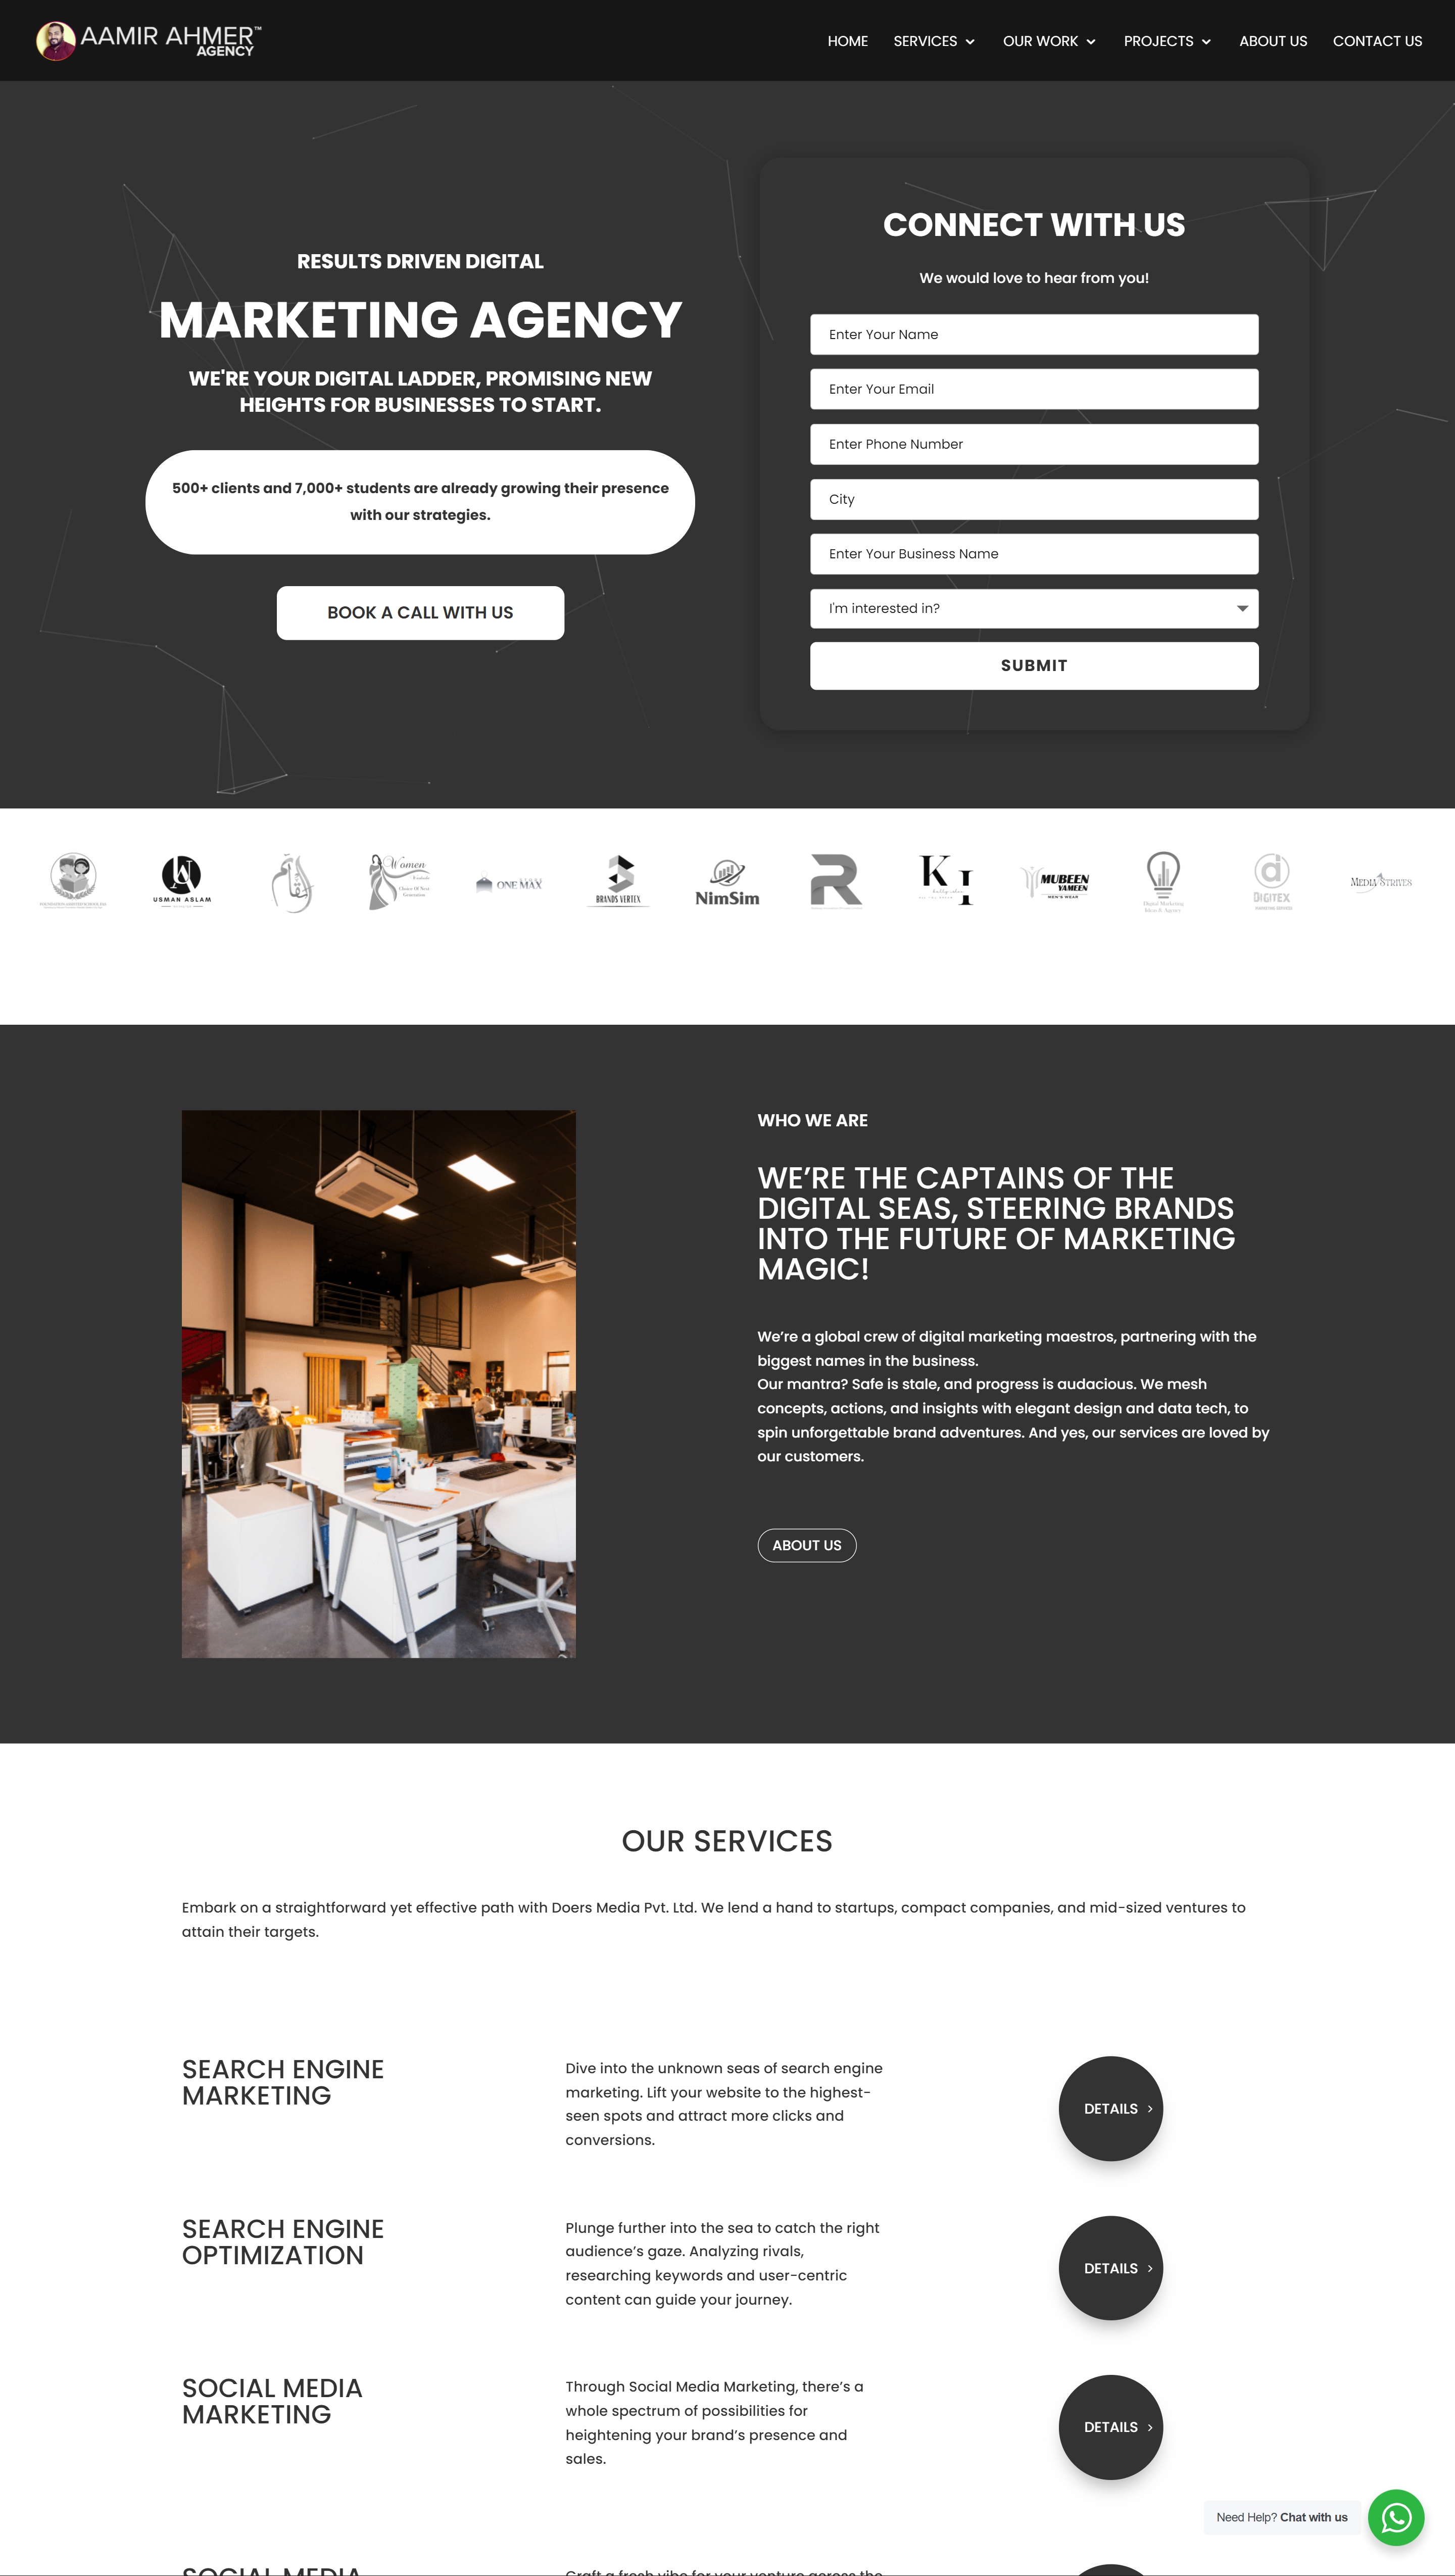 AAMIR AHMER™
AGENCY
HOME SERVICES OUR WORK PROJECTS ABOUT US CONTACT US
RESULTS DRIVEN DIGITAL
MARKETING AGENCY
WE'RE YOUR DIGITAL LADDER, PROMISING NEW
HEIGHTS FOR BUSINESSES TO START.
500+ clients and 7,000+ students are already growing their presence
with our strategies.
BOOK A CALL WITH US
CONNECT WITH US
We would love to hear from you!
Enter Your Name
Enter Your Email
Enter Phone Number
City
Enter Your Business Name
I'm interested in?
SUBMIT
USMAN ASLAM
Women
Choice Of Next
Generation
ONE MAX
BRANDS VERTEX
NimSim
R
K I
MUBEEN
YAMEEN
MEN'S WEAR
Digital Marketing
Ideas & Agency
d
DIGITEX
MEDIA STRIVES
WHO WE ARE
WE’RE THE CAPTAINS OF THE
DIGITAL SEAS, STEERING BRANDS
INTO THE FUTURE OF MARKETING
MAGIC!
We’re a global crew of digital marketing maestros, partnering with the
biggest names in the business.
Our mantra? Safe is stale, and progress is audacious. We mesh
concepts, actions, and insights with elegant design and data tech, to
spin unforgettable brand adventures. And yes, our services are loved by
our customers.
ABOUT US
OUR SERVICES
Embark on a straightforward yet effective path with Doers Media Pvt. Ltd. We lend a hand to startups, compact companies, and mid-sized ventures to
attain their targets.
SEARCH ENGINE
MARKETING
Dive into the unknown seas of search engine
marketing. Lift your website to the highest-
seen spots and attract more clicks and
conversions.
DETAILS
SEARCH ENGINE
OPTIMIZATION
Plunge further into the sea to catch the right
audience’s gaze. Analyzing rivals,
researching keywords and user-centric
content can guide your journey.
DETAILS
SOCIAL MEDIA
MARKETING
Through Social Media Marketing, there’s a
whole spectrum of possibilities for
heightening your brand’s presence and
sales.
DETAILS
Need Help? Chat with us
SOCIAL MEDIA
Craft a fresh vibe for your venture across the